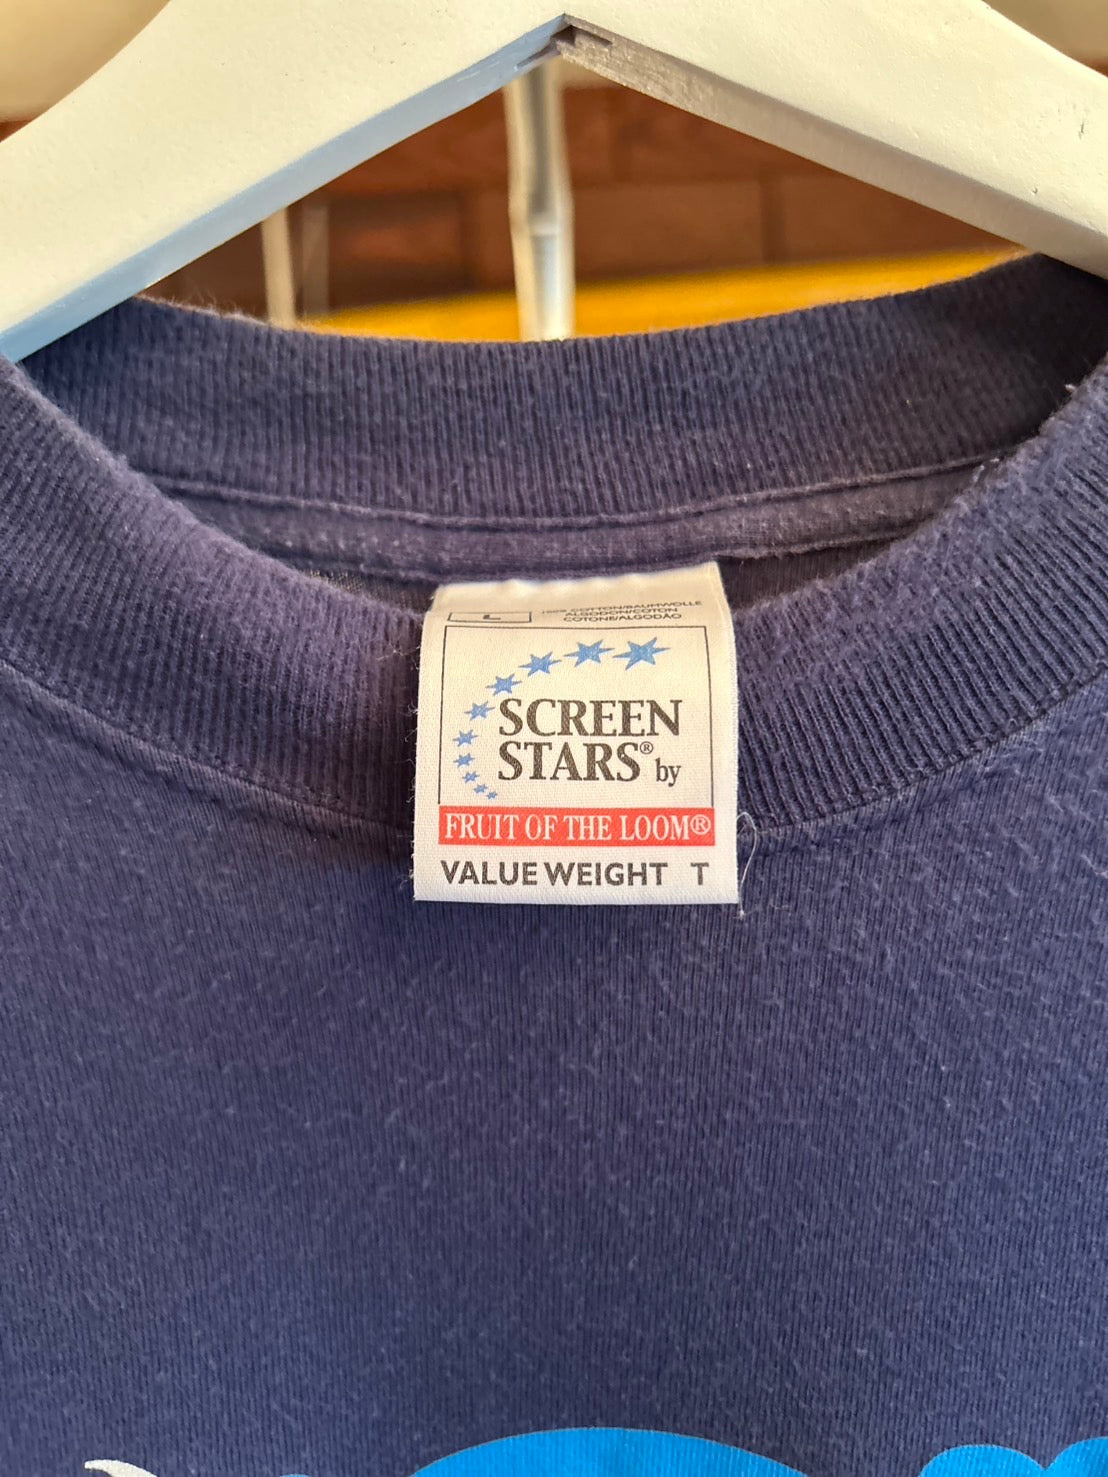 L
100% COTTON/BAUMWOLLE
ALGODON/COTON
COTONE/ALGODÃO
SCREEN
STARS® by
FRUIT OF THE LOOM®
VALUE WEIGHT T